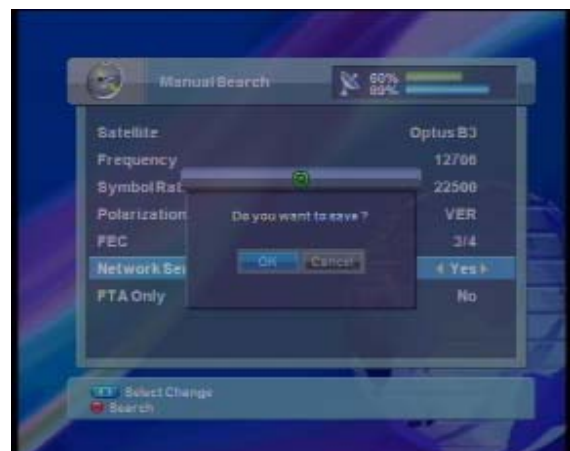 Manual Search
60%
89%
Satellite Optus B3
Frequency 12706
Symbol Rat 22500
Polarization VER
Do you want to save ?
FEC 3/4
OK Cancel
Network Sea Yes
FTA Only No
Select Change
Search